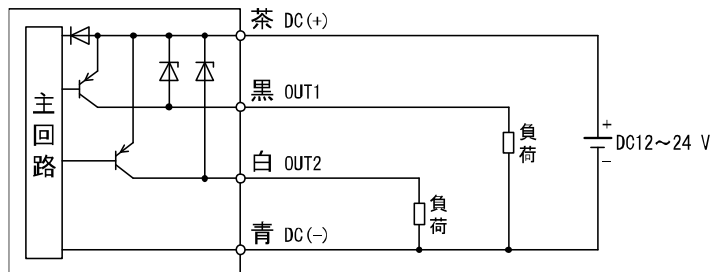 茶 DC(+)
主回路
黒 OUT1
負荷
+
DC12～24 V
−
白 OUT2
負荷
青 DC(−)